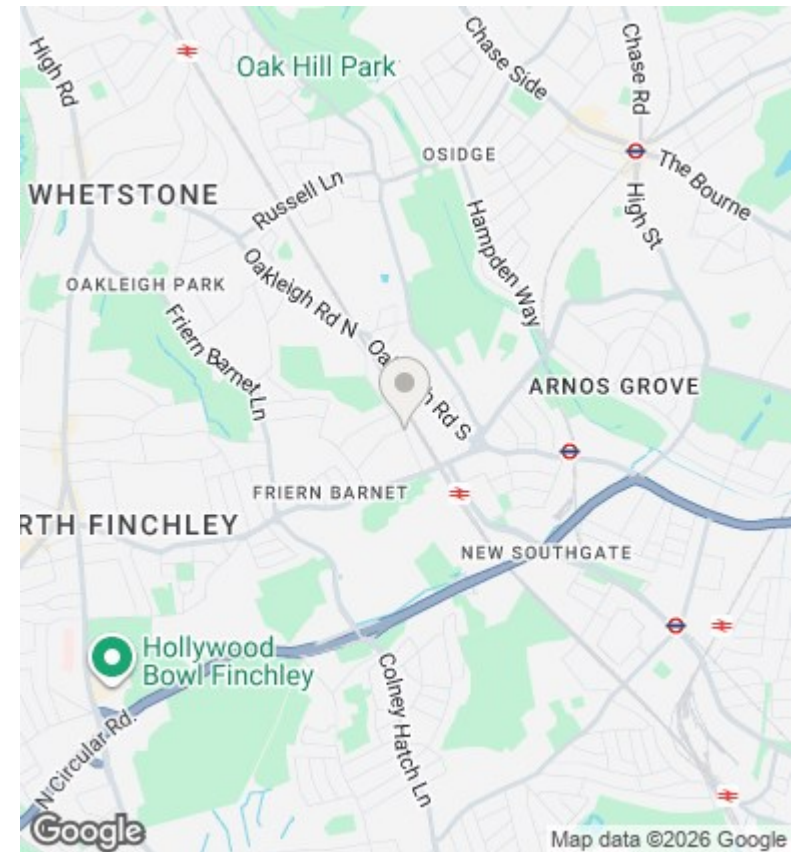 High Rd
Oak Hill Park
Chase Side
Chase Rd
OSIDGE
The Bourne
WHETSTONE
Russell Ln
High St
Hampden Way
OAKLEIGH PARK
Oakleigh Rd N
Friern Barnet Ln
ARNOS GROVE
FRIERN BARNET
RTH FINCHLEY
NEW SOUTHGATE
Hollywood
Bowl Finchley
Colney Hatch Ln
N Circular Rd.
Google
Map data ©2026 Google